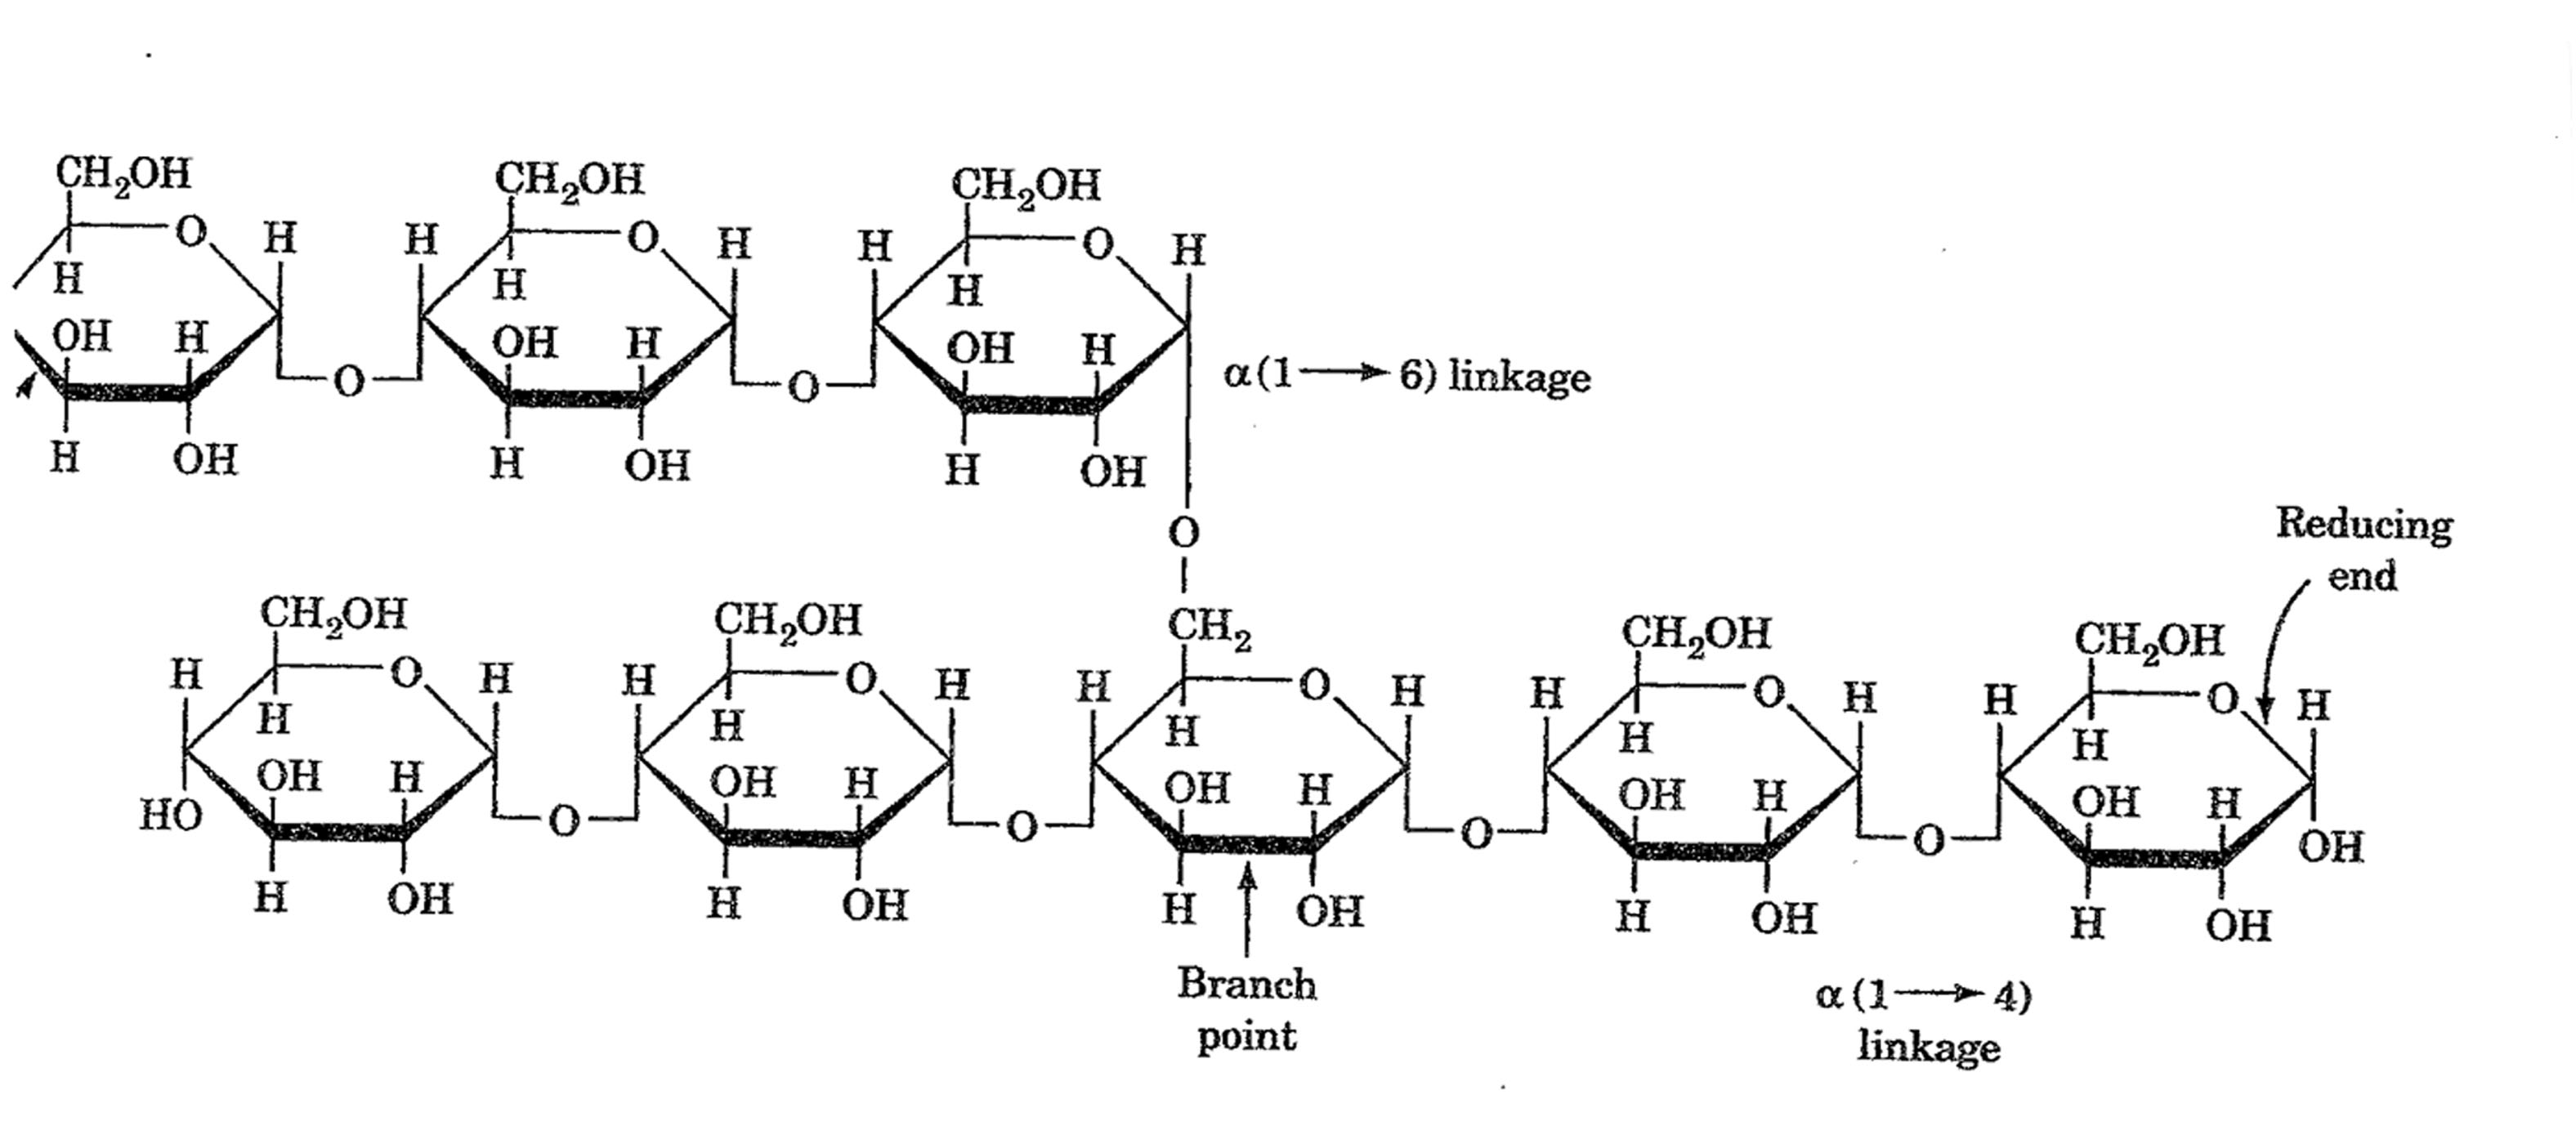 CH₂OH CH₂OH CH₂OH
O H H O H H O H
H H H
OH H OH H OH H α(1⟶6) linkage
O O
H OH H OH H OH
O
Reducing
end
CH₂OH CH₂OH CH₂ CH₂OH CH₂OH
H O H H O H H O H H O H H O H
H H H H H
HO OH H OH H OH H OH H OH H OH
O O O O
H OH H OH H OH H OH H OH
Branch
point
α(1⟶4)
linkage